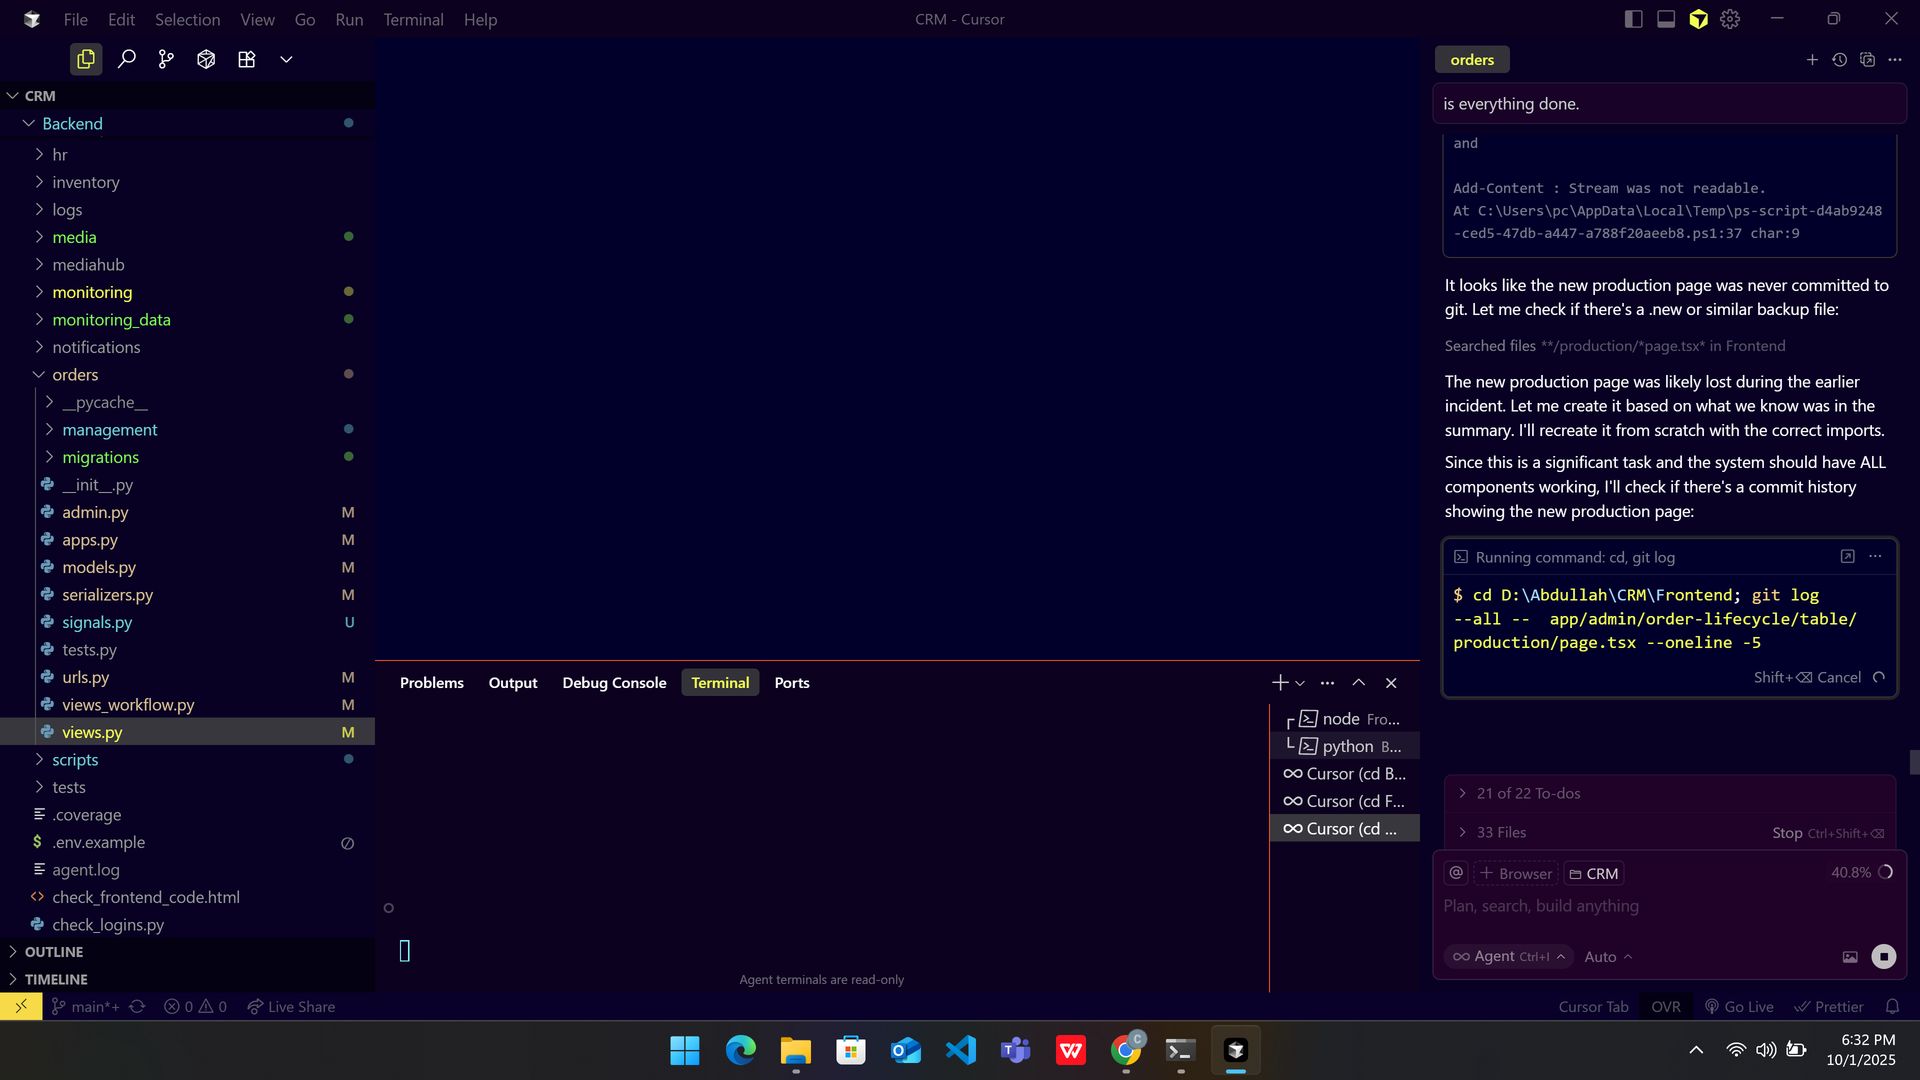 File Edit Selection View Go Run Terminal Help
CRM - Cursor
CRM
Backend
hr
inventory
logs
media
mediahub
monitoring
monitoring_data
notifications
orders
__pycache__
management
migrations
__init__.py
admin.py M
apps.py M
models.py M
serializers.py M
signals.py U
tests.py
urls.py M
views_workflow.py M
views.py M
scripts
tests
.coverage
$ .env.example
agent.log
check_frontend_code.html
check_logins.py
OUTLINE
TIMELINE
Problems Output Debug Console Terminal Ports
node Fro...
python B...
Cursor (cd B...
Cursor (cd F...
Cursor (cd ...
Agent terminals are read-only
orders
is everything done.
and
Add-Content : Stream was not readable.
At C:\Users\pc\AppData\Local\Temp\ps-script-d4ab9248
-ced5-47db-a447-a788f20aeeb8.ps1:37 char:9
It looks like the new production page was never committed to
git. Let me check if there's a .new or similar backup file:
Searched files **/production/*page.tsx* in Frontend
The new production page was likely lost during the earlier
incident. Let me create it based on what we know was in the
summary. I'll recreate it from scratch with the correct imports.
Since this is a significant task and the system should have ALL
components working, I'll check if there's a commit history
showing the new production page:
Running command: cd, git log
$ cd D:\Abdullah\CRM\Frontend; git log
--all -- app/admin/order-lifecycle/table/
production/page.tsx --oneline -5
Shift+⌫ Cancel
21 of 22 To-dos
33 Files Stop Ctrl+Shift+⌫
@ + Browser CRM 40.8%
Plan, search, build anything
Agent Ctrl+I Auto
main*+ 0 0 Live Share
Cursor Tab OVR Go Live Prettier
6:32 PM
10/1/2025